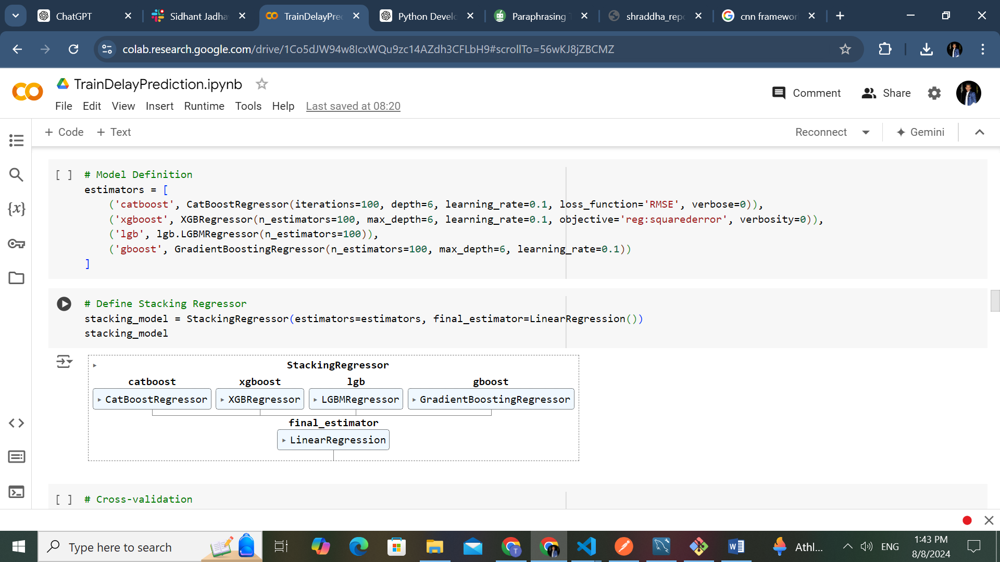 ChatGPT
Sidhant Jadha
TrainDelayPre
Python Develo
Paraphrasing T
shraddha_repo
cnn framewor
colab.research.google.com/drive/1Co5dJW94w8IcxWQu9zc14AZdh3CFLbH9#scrollTo=56wKJ8jZBCMZ
TrainDelayPrediction.ipynb
Comment
Share
File Edit View Insert Runtime Tools Help Last saved at 08:20
+ Code + Text
Reconnect
Gemini
[ ] # Model Definition
estimators = [
('catboost', CatBoostRegressor(iterations=100, depth=6, learning_rate=0.1, loss_function='RMSE', verbose=0)),
('xgboost', XGBRegressor(n_estimators=100, max_depth=6, learning_rate=0.1, objective='reg:squarederror', verbosity=0)),
('lgb', lgb.LGBMRegressor(n_estimators=100)),
('gboost', GradientBoostingRegressor(n_estimators=100, max_depth=6, learning_rate=0.1))
]
# Define Stacking Regressor
stacking_model = StackingRegressor(estimators=estimators, final_estimator=LinearRegression())
stacking_model
StackingRegressor
catboost xgboost lgb gboost
CatBoostRegressor XGBRegressor LGBMRegressor GradientBoostingRegressor
final_estimator
LinearRegression
[ ] # Cross-validation
Type here to search
Athl...
ENG
1:43 PM
8/8/2024